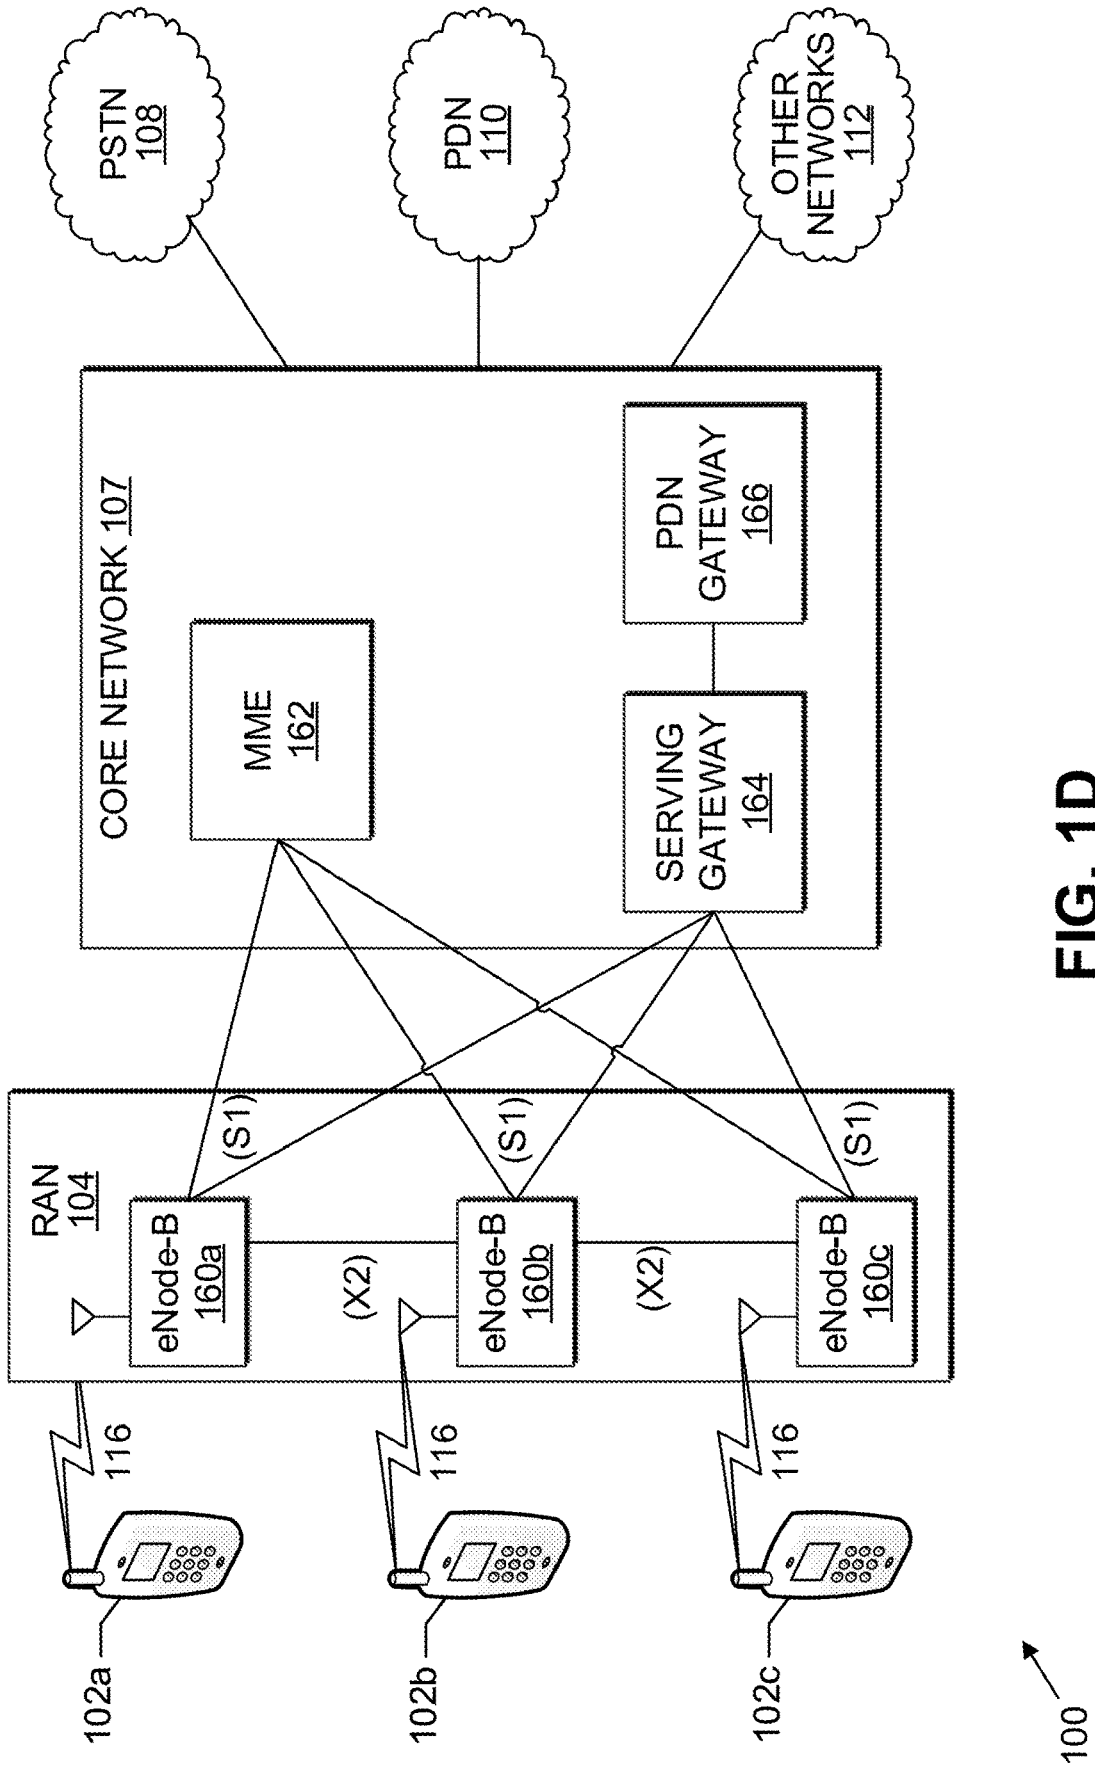 102a
116
RAN
104
eNode-B
160a
(S1)
(X2)
102b
116
eNode-B
160b
(S1)
(X2)
102c
116
eNode-B
160c
(S1)
CORE NETWORK 107
MME
162
SERVING
GATEWAY
164
PDN
GATEWAY
166
PSTN
108
PDN
110
OTHER
NETWORKS
112
100
FIG. 1D